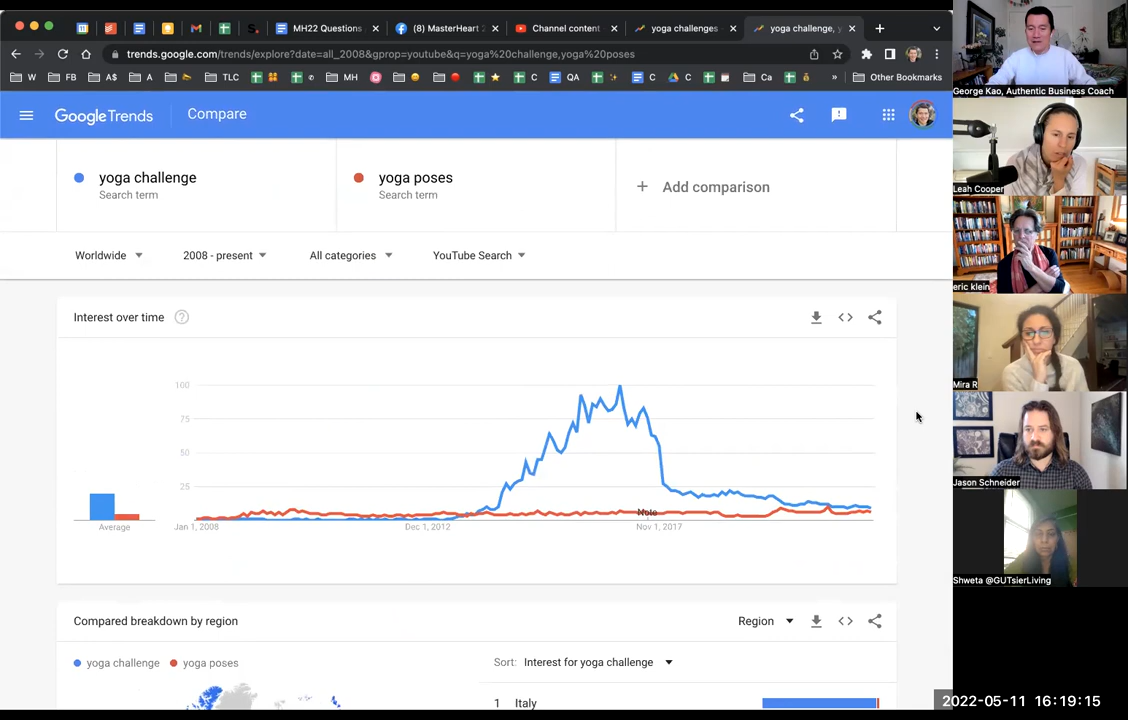 MH22 Questions
(8) MasterHeart 2
Channel content
yoga challenges
yoga challenge, y
trends.google.com/trends/explore?date=all_2008&gprop=youtube&q=yoga%20challenge,yoga%20poses
W
FB
A$
A
TLC
MH
C
QA
C
C
Ca
»
Other Bookmarks
Google Trends
Compare
yoga challenge
Search term
yoga poses
Search term
+ Add comparison
Worldwide
2008 - present
All categories
YouTube Search
Interest over time
100
75
50
25
Note
Average
Jan 1, 2008
Dec 1, 2012
Nov 1, 2017
Compared breakdown by region
Region
yoga challenge
yoga poses
Sort: Interest for yoga challenge
1 Italy
George Kao, Authentic Business Coach
Leah Cooper
eric klein
Mira R
Jason Schneider
Shweta @GUTsierLiving
2022-05-11 16:19:15